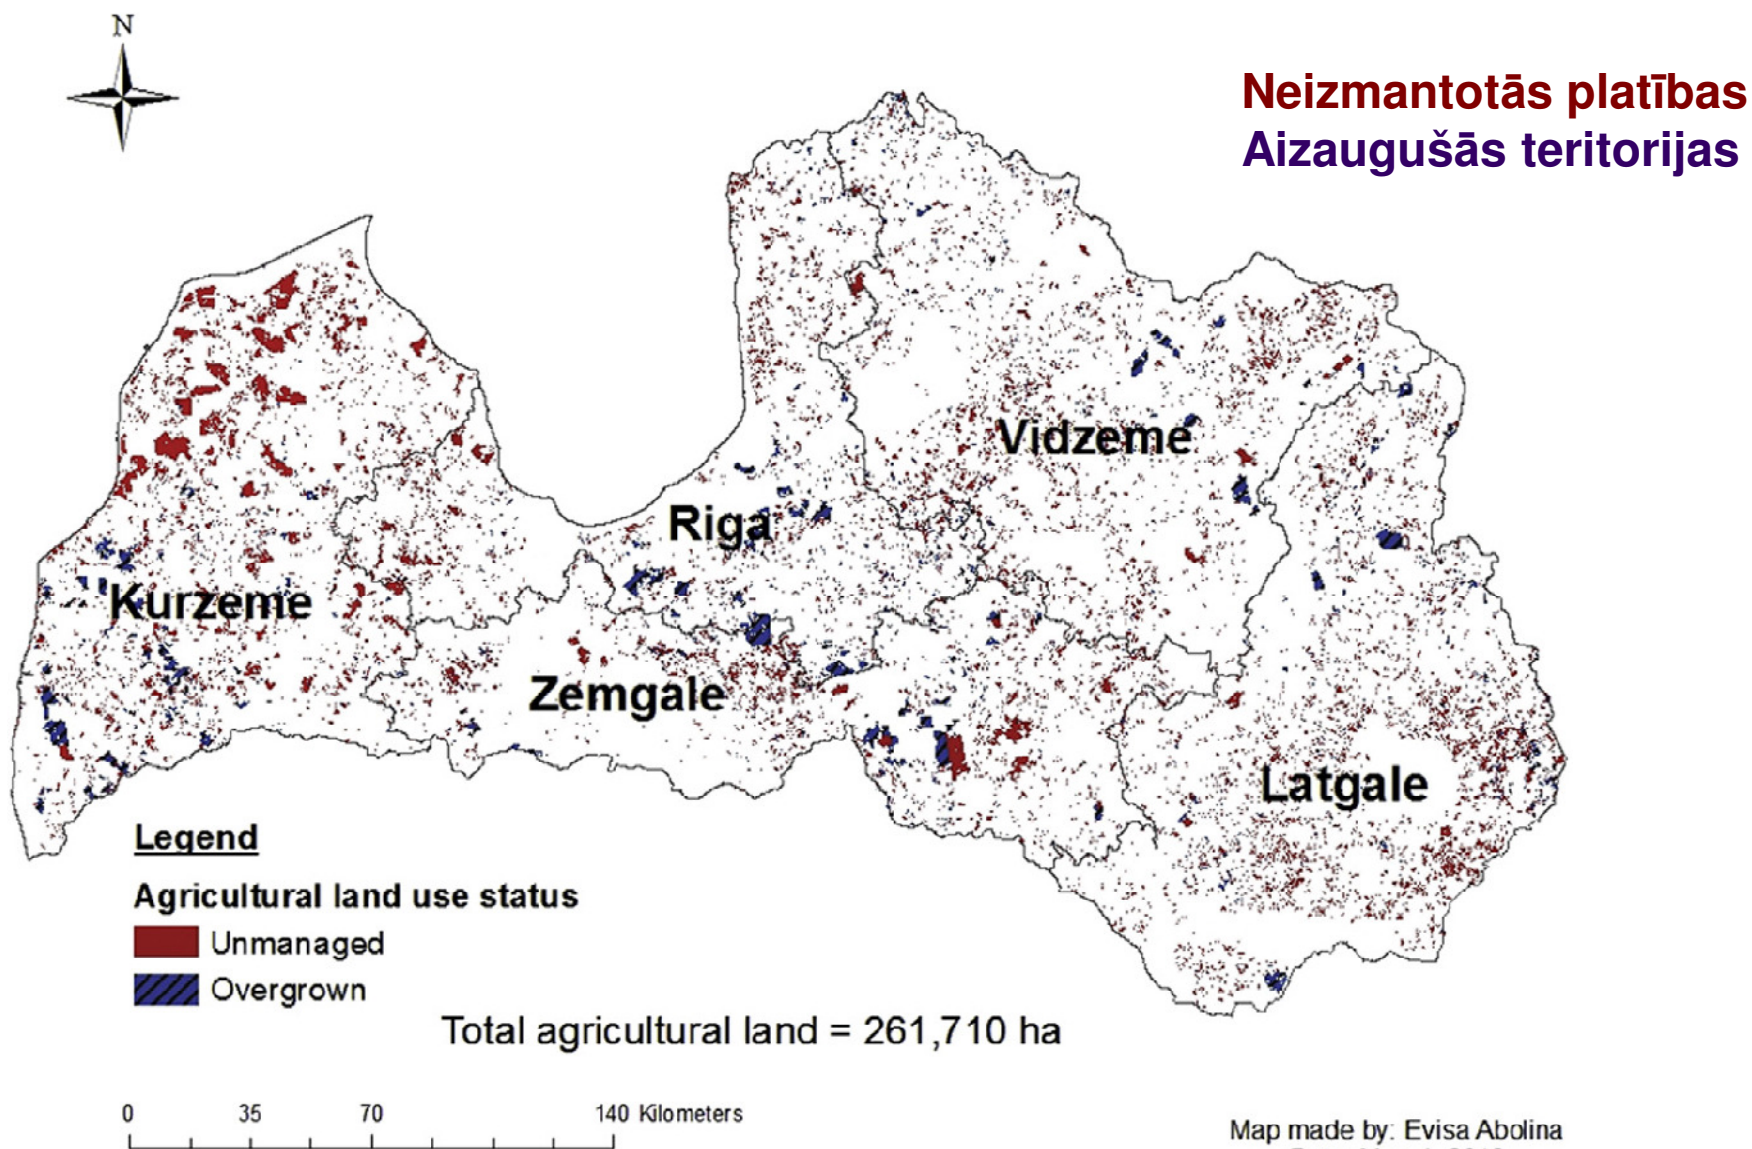 N
Neizmantotās platības
Aizaugušās teritorijas
Vidzeme
Riga
Kurzeme
Zemgale
Latgale
Legend
Agricultural land use status
Unmanaged
Overgrown
Total agricultural land = 261,710 ha
0 35 70 140 Kilometers
Map made by: Evisa Abolina